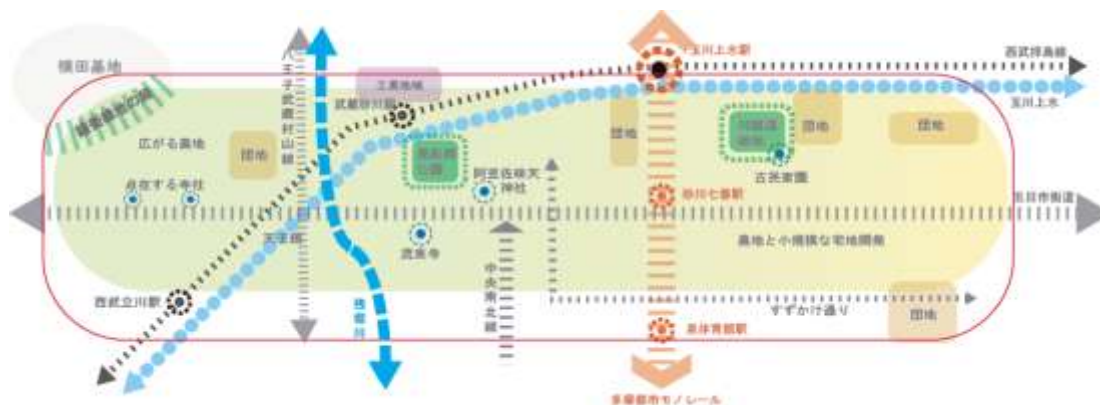 玉川上水駅
西武拝島線
横田基地
工業地域
武蔵砂川駅
八王子武蔵村山線
玉川上水
広がる農地
団地
団地
団地
団地
阿豆佐味天
神社
古民家園
点在する寺社
砂川七番駅
五日市街道
天王橋
流泉寺
農地と小規模な宅地開発
中央南北線
西武立川駅
残堀川
すずかけ通り
団地
泉体育館駅
多摩都市モノレール